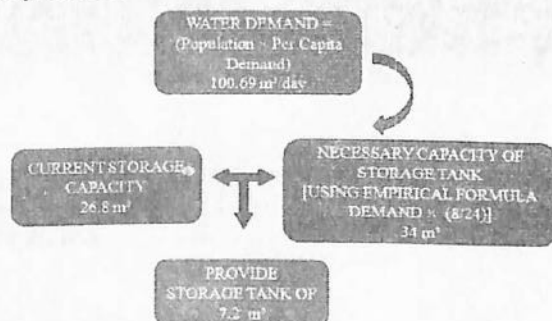 WATER DEMAND =
(Population × Per Capita
Demand)
100.69 m³/day
CURRENT STORAGE
CAPACITY
26.8 m³
NECESSARY CAPACITY OF
STORAGE TANK
[USING EMPIRICAL FORMULA
DEMAND × (8/24)]
34 m³
PROVIDE
STORAGE TANK OF
7.2 m³